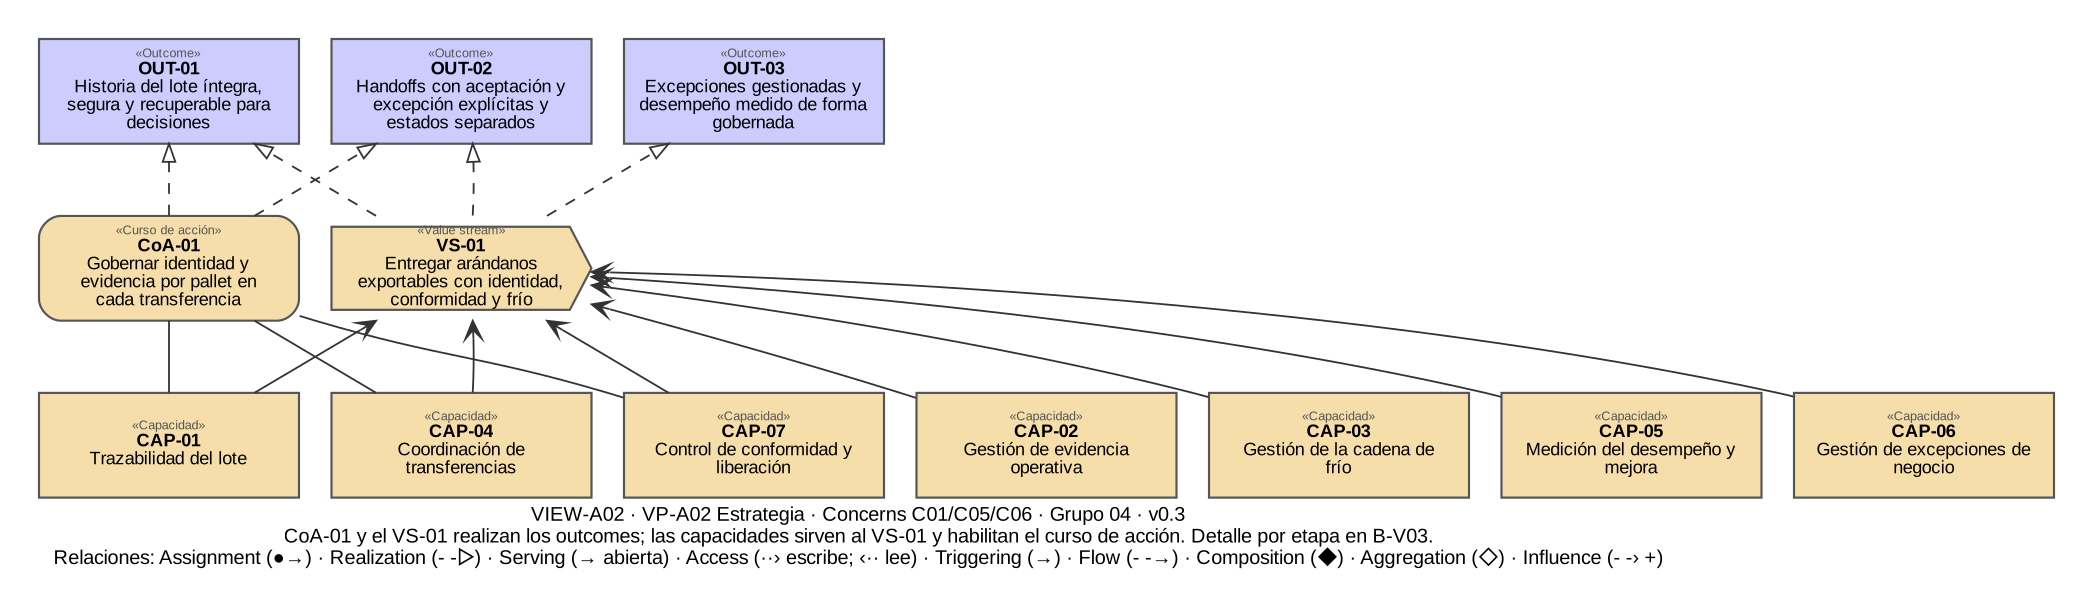 «Outcome»
OUT-01
Historia del lote íntegra,
segura y recuperable para
decisiones
«Outcome»
OUT-02
Handoffs con aceptación y
excepción explícitas y
estados separados
«Outcome»
OUT-03
Excepciones gestionadas y
desempeño medido de forma
gobernada
«Curso de acción»
CoA-01
Gobernar identidad y
evidencia por pallet en
cada transferencia
«Value stream»
VS-01
Entregar arándanos
exportables con identidad,
conformidad y frío
«Capacidad»
CAP-01
Trazabilidad del lote
«Capacidad»
CAP-04
Coordinación de
transferencias
«Capacidad»
CAP-07
Control de conformidad y
liberación
«Capacidad»
CAP-02
Gestión de evidencia
operativa
«Capacidad»
CAP-03
Gestión de la cadena de
frío
«Capacidad»
CAP-05
Medición del desempeño y
mejora
«Capacidad»
CAP-06
Gestión de excepciones de
negocio
VIEW-A02 · VP-A02 Estrategia · Concerns C01/C05/C06 · Grupo 04 · v0.3
CoA-01 y el VS-01 realizan los outcomes; las capacidades sirven al VS-01 y habilitan el curso de acción. Detalle por etapa en B-V03.
Relaciones: Assignment (●→) · Realization (- -▷) · Serving (→ abierta) · Access (··› escribe; ‹·· lee) · Triggering (→) · Flow (- -→) · Composition (◆) · Aggregation (◇) · Influence (- -› +)